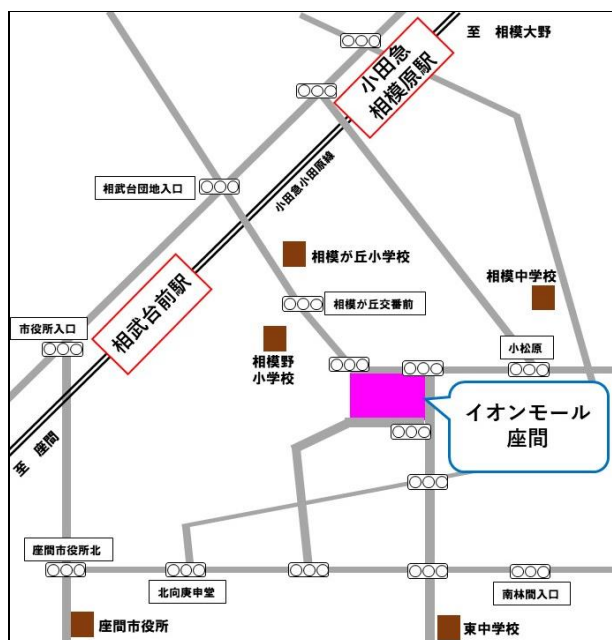 至 相模大野
小田急
相模原駅
相武台団地入口
小田急小田原線
相模が丘小学校
相模中学校
相武台前駅
相模が丘交番前
市役所入口
相模野
小学校
小松原
イオンモール
座間
至 座間
座間市役所北
北向庚申堂
南林間入口
座間市役所
東中学校